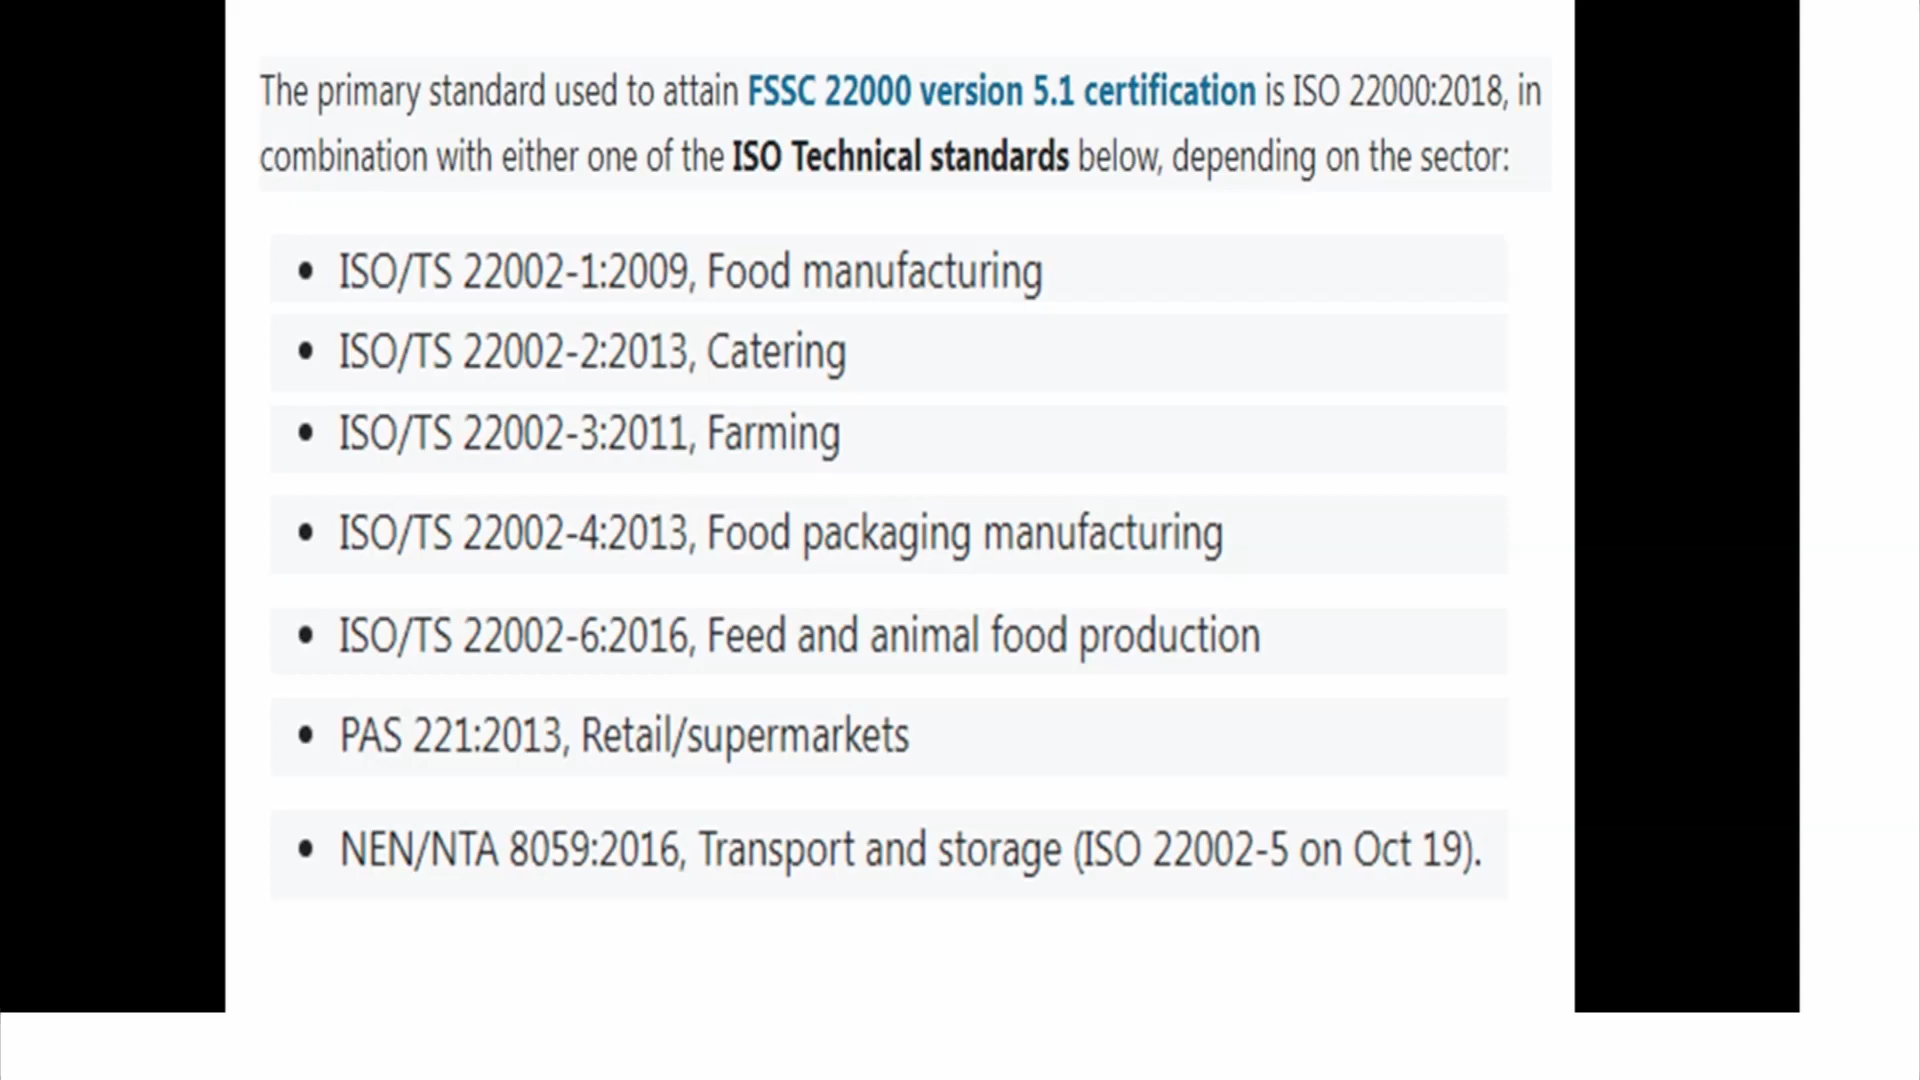 The primary standard used to attain FSSC 22000 version 5.1 certification is ISO 22000:2018, in
combination with either one of the ISO Technical standards below, depending on the sector:
• ISO/TS 22002-1:2009, Food manufacturing
• ISO/TS 22002-2:2013, Catering
• ISO/TS 22002-3:2011, Farming
• ISO/TS 22002-4:2013, Food packaging manufacturing
• ISO/TS 22002-6:2016, Feed and animal food production
• PAS 221:2013, Retail/supermarkets
• NEN/NTA 8059:2016, Transport and storage (ISO 22002-5 on Oct 19).